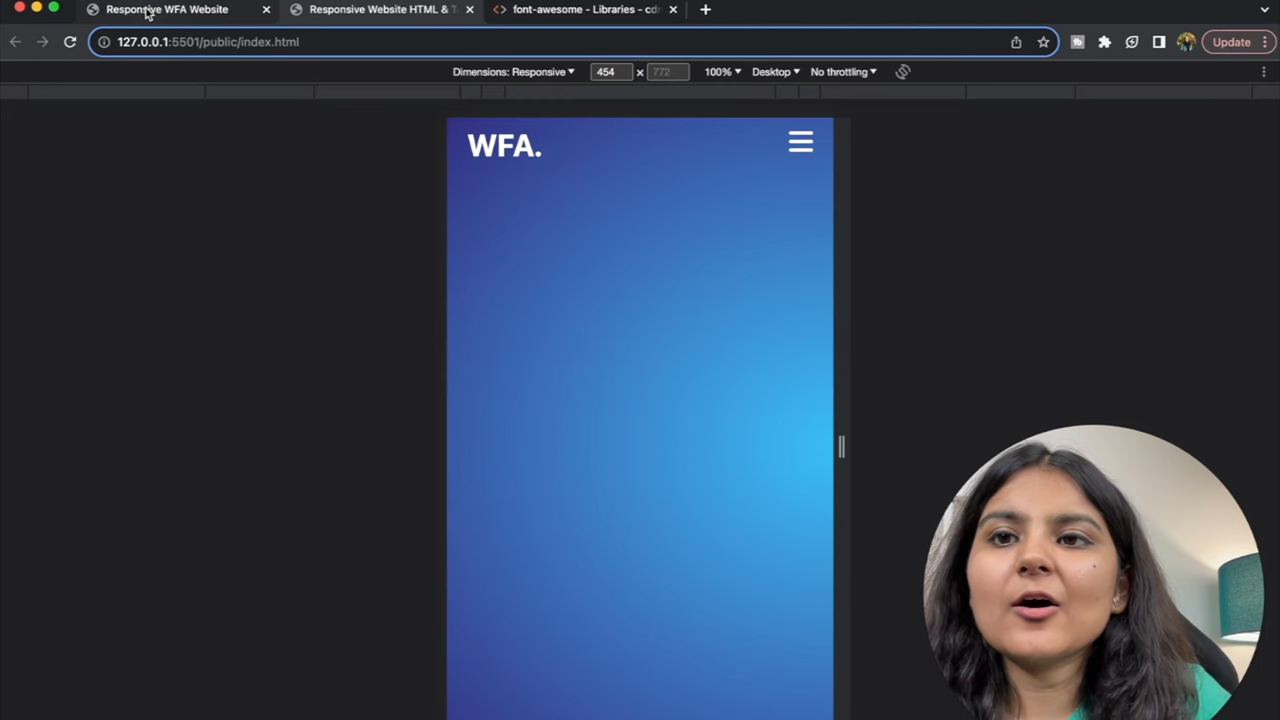 Responsive WFA Website
Responsive Website HTML &
font-awesome - Libraries - cdn
127.0.0.1:5501/public/index.html
Update
Dimensions: Responsive 454 × 772 100% Desktop No throttling
WFA.